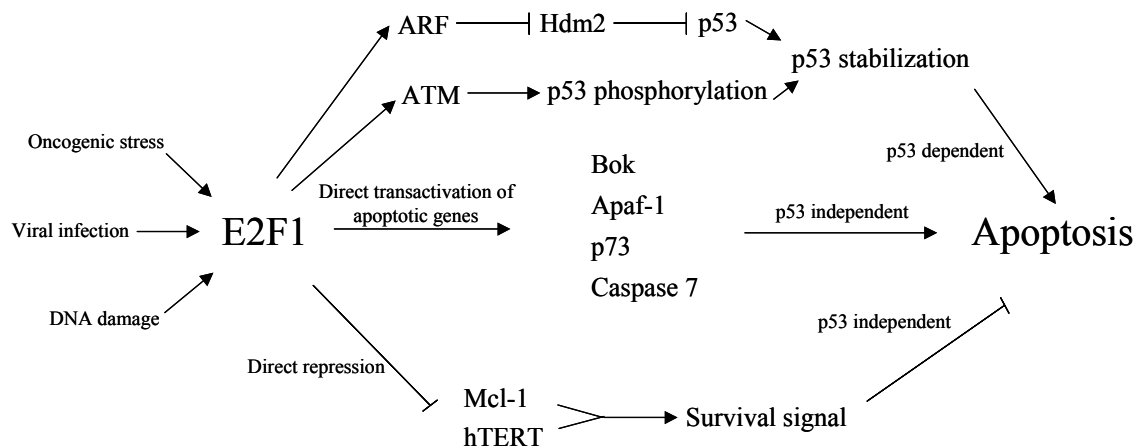 ARF
Hdm2
p53
p53 stabilization
ATM
p53 phosphorylation
Oncogenic stress
p53 dependent
Viral infection
E2F1
Direct transactivation of
apoptotic genes
Bok
Apaf-1
p73
Caspase 7
p53 independent
Apoptosis
DNA damage
p53 independent
Direct repression
Mcl-1
hTERT
Survival signal